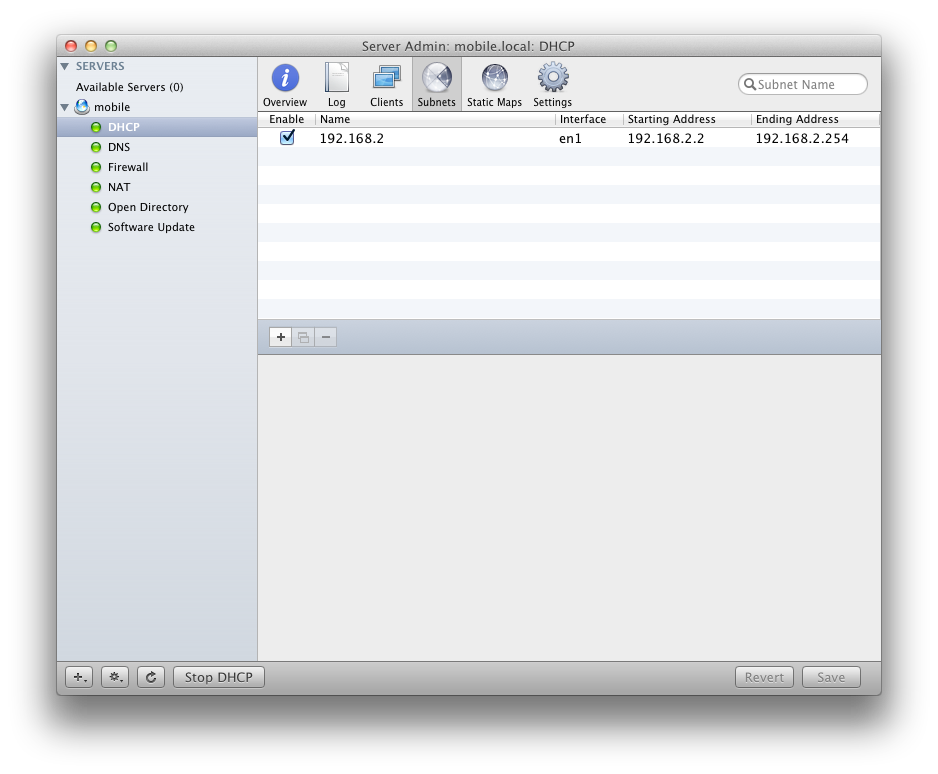 Server Admin: mobile.local: DHCP
SERVERS
Available Servers (0)
mobile
DHCP
DNS
Firewall
NAT
Open Directory
Software Update
Overview Log Clients Subnets Static Maps Settings
Subnet Name
Enable Name Interface Starting Address Ending Address
192.168.2 en1 192.168.2.2 192.168.2.254
Stop DHCP Revert Save